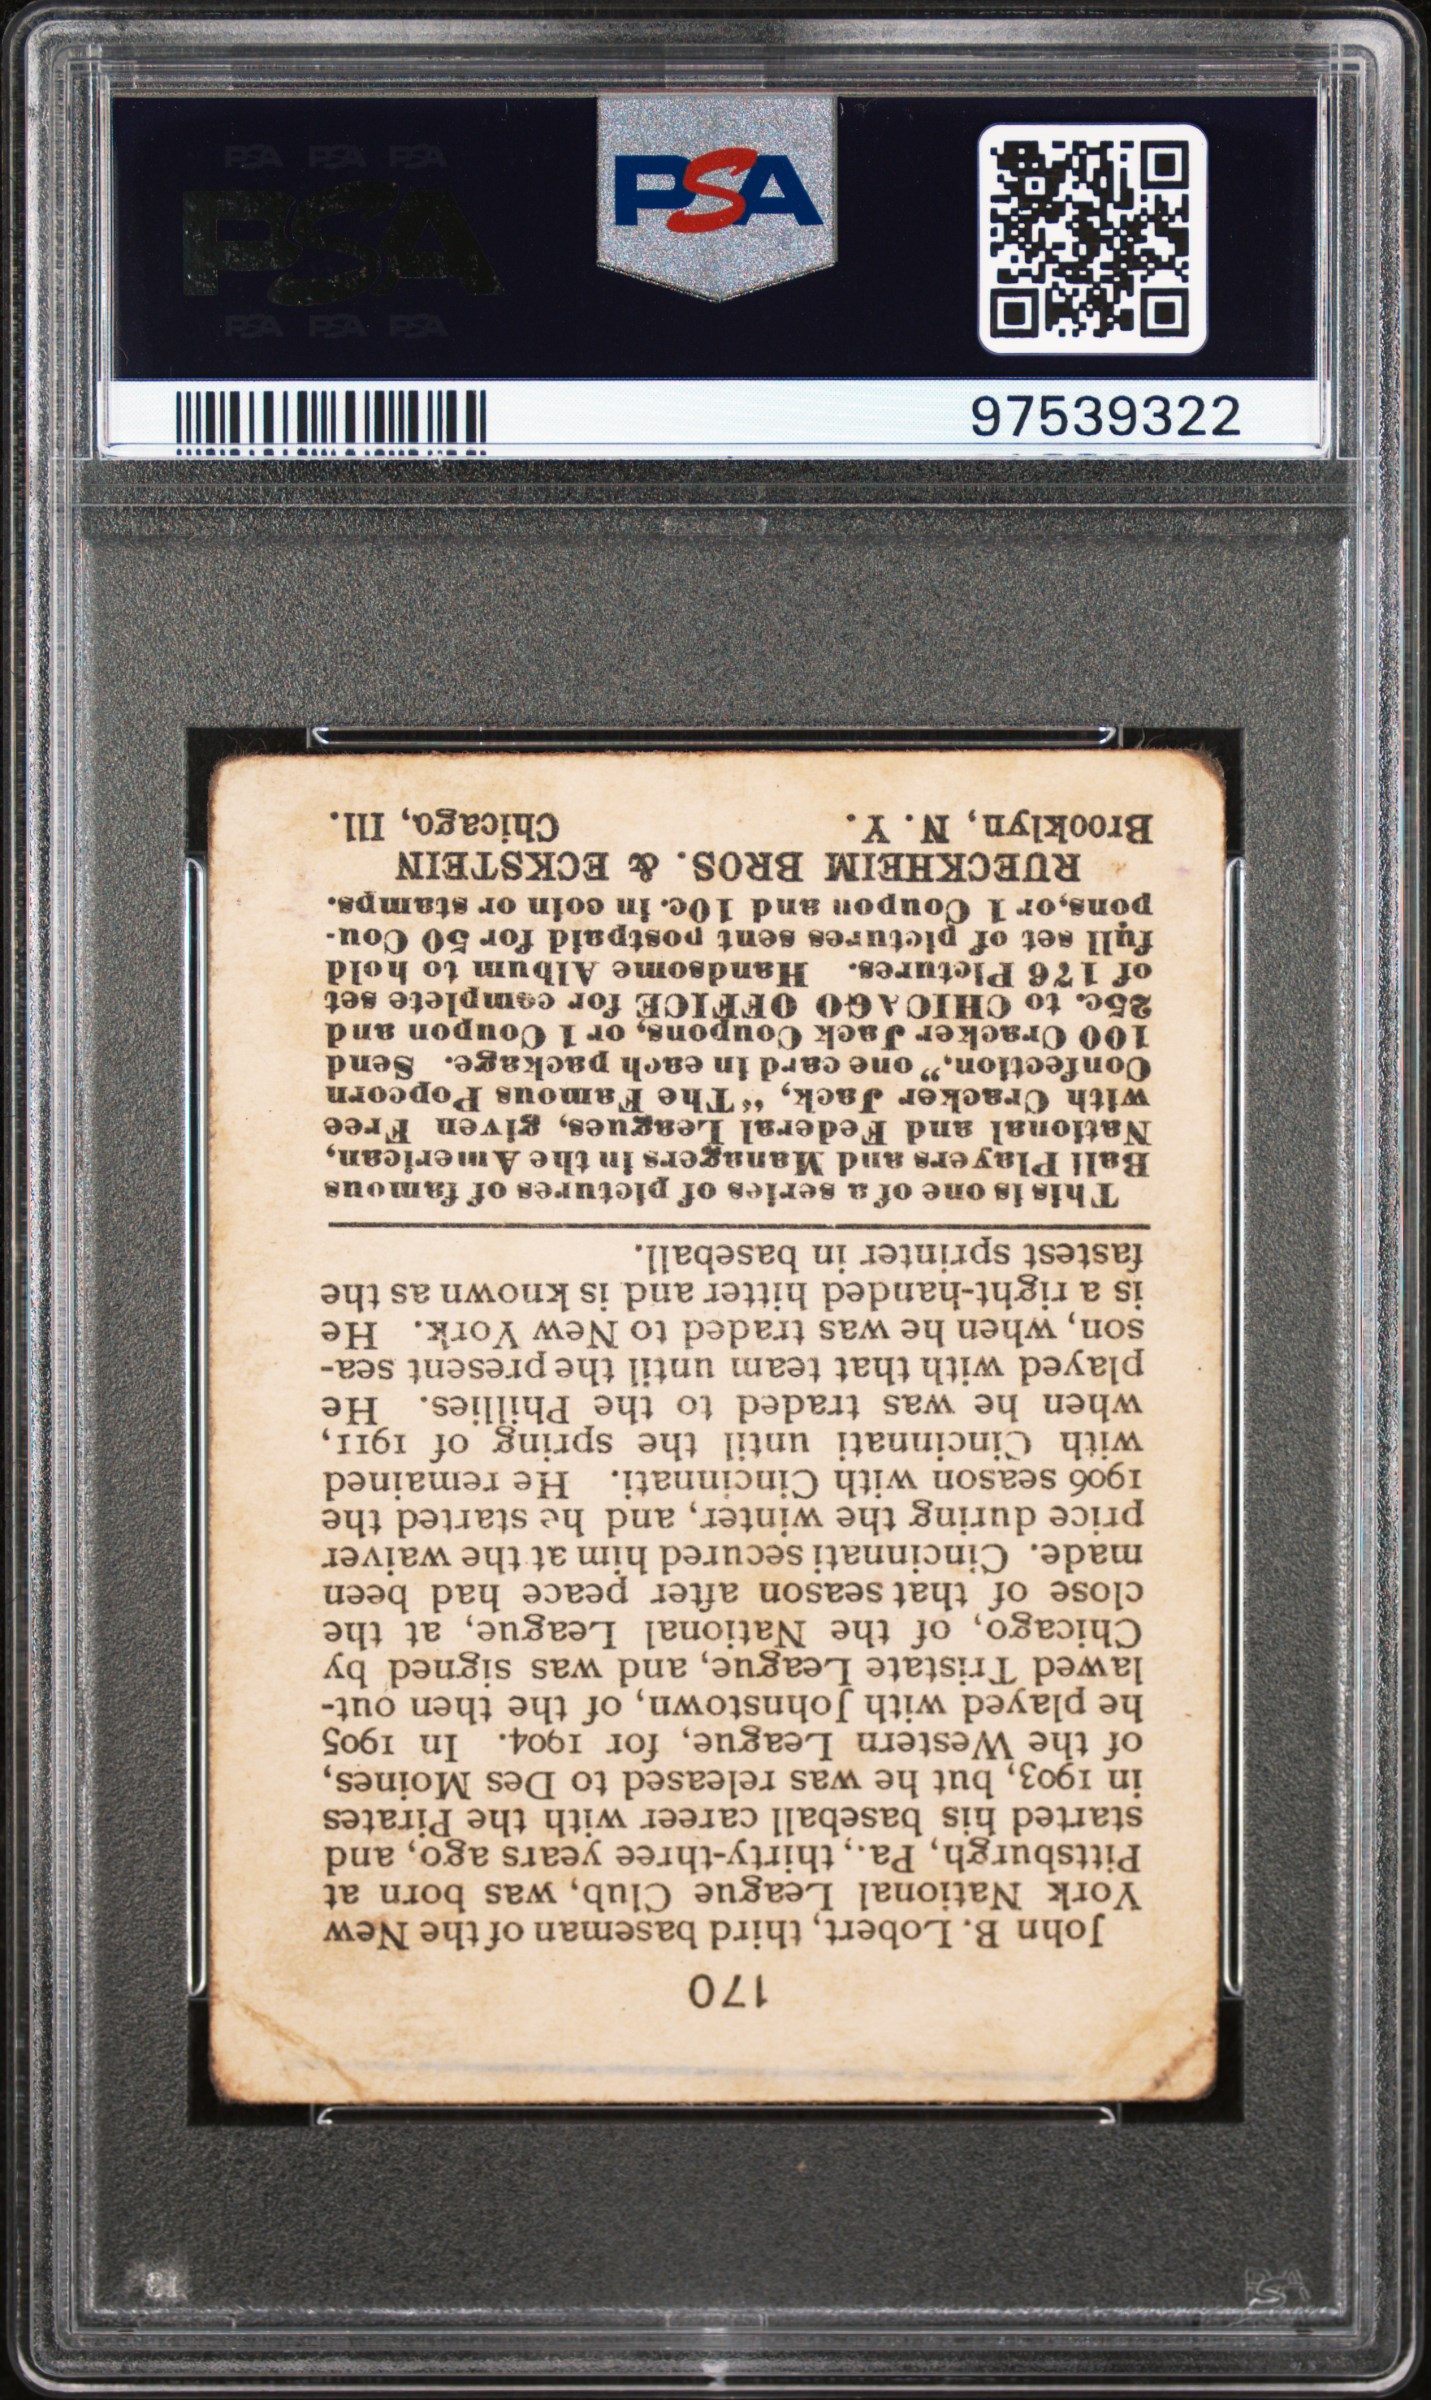 PSA PSA PSA
PSA
PSA PSA PSA
PSA
97539322
170
John B. Lobert, third baseman of the New
York National League Club, was born at
Pittsburgh, Pa., thirty-three years ago, and
started his baseball career with the Pirates
in 1903, but he was released to Des Moines,
of the Western League, for 1904. In 1905
he played with Johnstown, of the then out-
lawed Tristate League, and was signed by
Chicago, of the National League, at the
close of that season after peace had been
made. Cincinnati secured him at the waiver
price during the winter, and he started the
1906 season with Cincinnati. He remained
with Cincinnati until the spring of 1911,
when he was traded to the Phillies. He
played with that team until the present sea-
son, when he was traded to New York. He
is a right-handed hitter and is known as the
fastest sprinter in baseball.
This is one of a series of pictures of famous
Ball Players and Managers in the American,
National and Federal Leagues, given Free
with Cracker Jack, "The Famous Popcorn
Confection," one card in each package. Send
100 Cracker Jack Coupons, or 1 Coupon and
25c. to CHICAGO OFFICE for complete set
of 176 Pictures. Handsome Album to hold
full set of pictures sent postpaid for 50 Cou-
pons, or 1 Coupon and 10c. in coin or stamps.
RUECKHEIM BROS. & ECKSTEIN
Brooklyn, N. Y. Chicago, Ill.
PSA